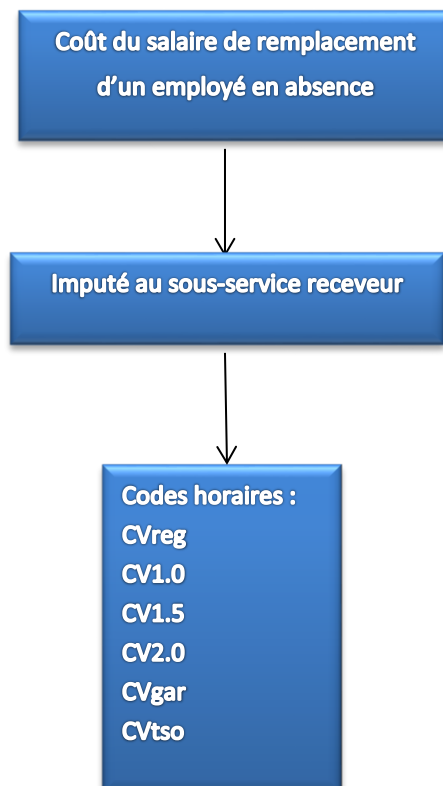 Coût du salaire de remplacement
d'un employé en absence
Imputé au sous-service receveur
Codes horaires :
CVreg
CV1.0
CV1.5
CV2.0
CVgar
CVtso